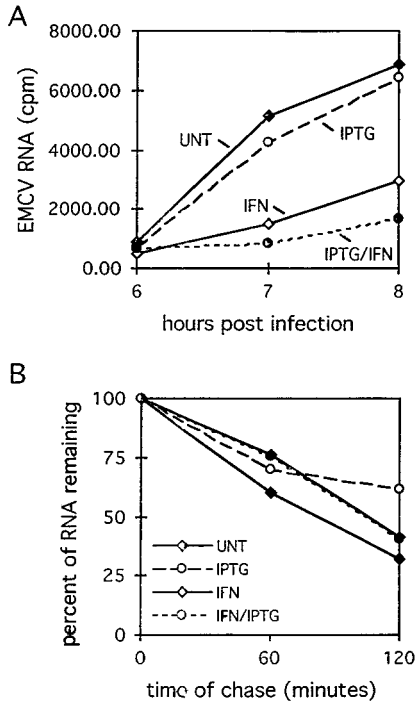 A
8000.00
6000.00
4000.00
2000.00
0.00
EMCV RNA (cpm)
UNT
IPTG
IFN
IPTG/IFN
6 7 8
hours post infection
B
100
75
50
25
0
percent of RNA remaining
UNT
IPTG
IFN
IFN/IPTG
0 60 120
time of chase (minutes)